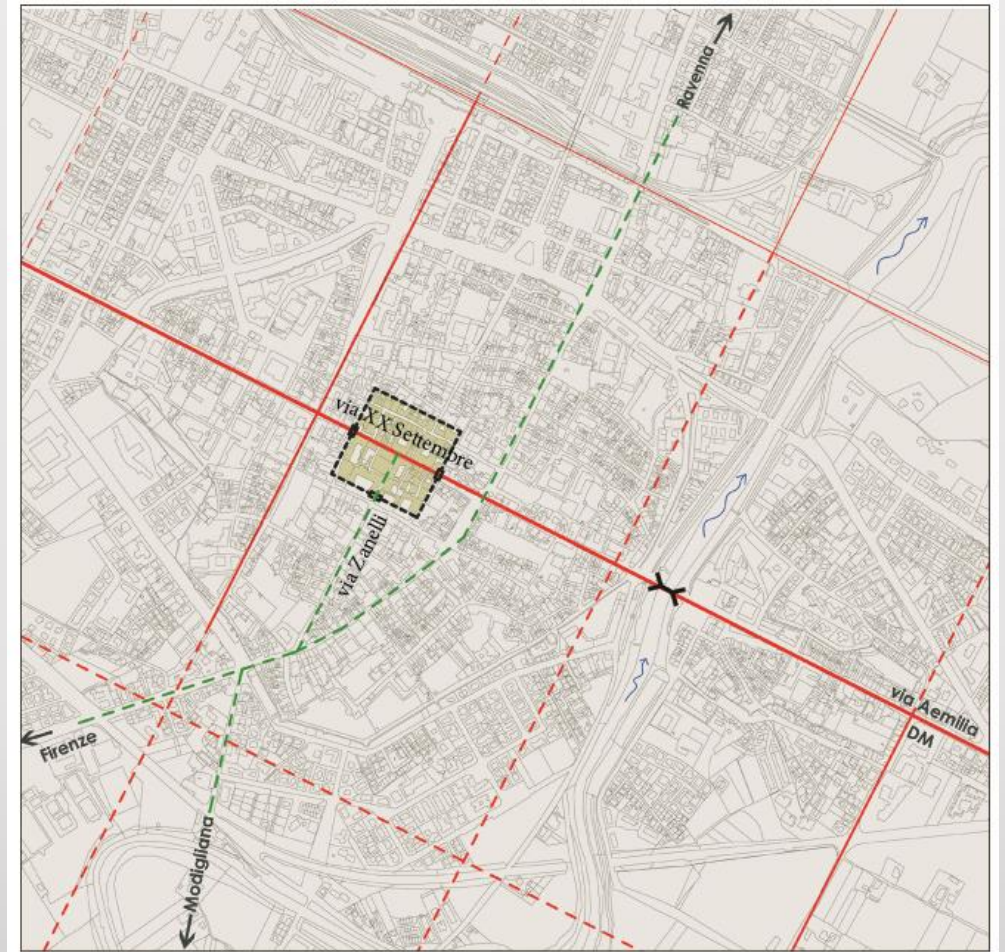 Ravenna
via XX Settembre
via Zanelli
via Aemilia
DM
Firenze
Modigliana